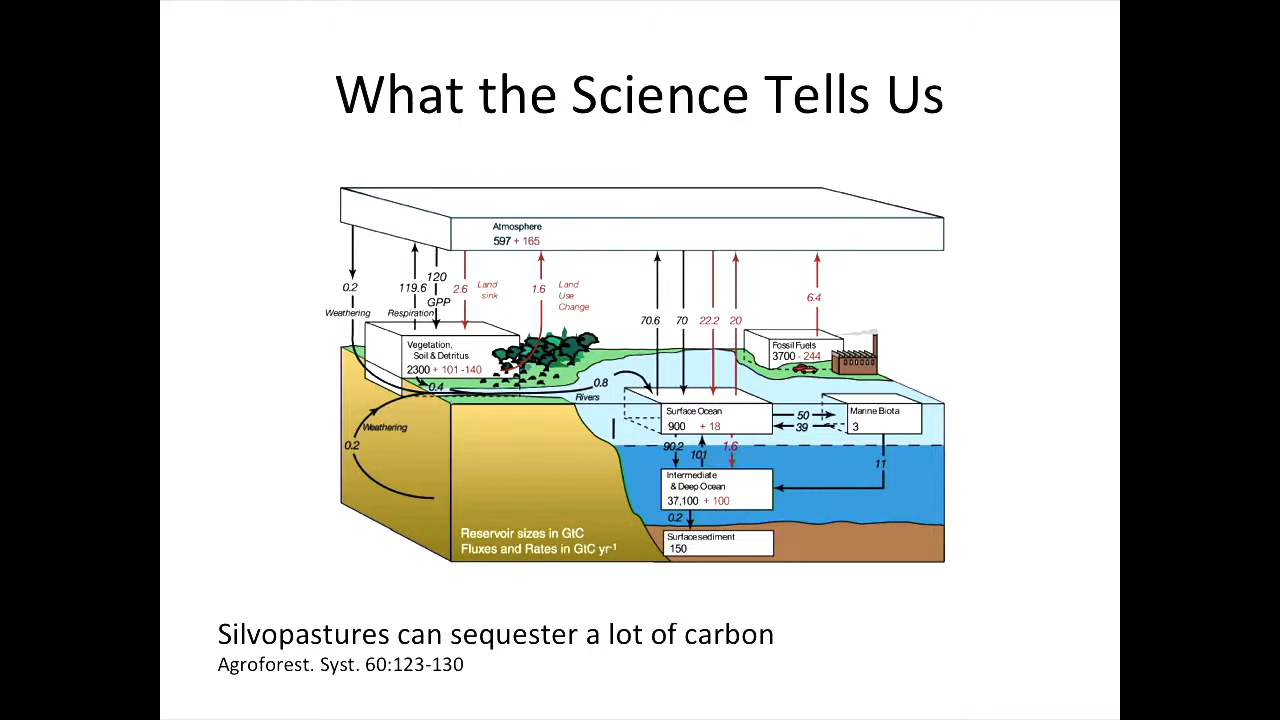 What the Science Tells Us
Atmosphere
597 + 165
0.2
Weathering
119.6
Respiration
120
GPP
2.6
Land
sink
1.6
Land
Use
Change
70.6
70
22.2
20
6.4
Vegetation,
Soil & Detritus
2300 + 101 -140
Fossil Fuels
3700 - 244
0.4
0.8
Rivers
Weathering
0.2
Surface Ocean
900 + 18
50
39
Marine Biota
3
90.2
101
1.6
11
Intermediate
& Deep Ocean
37,100 + 100
0.2
Surface sediment
150
Reservoir sizes in GtC
Fluxes and Rates in GtC yr⁻¹
Silvopastures can sequester a lot of carbon
Agroforest. Syst. 60:123-130